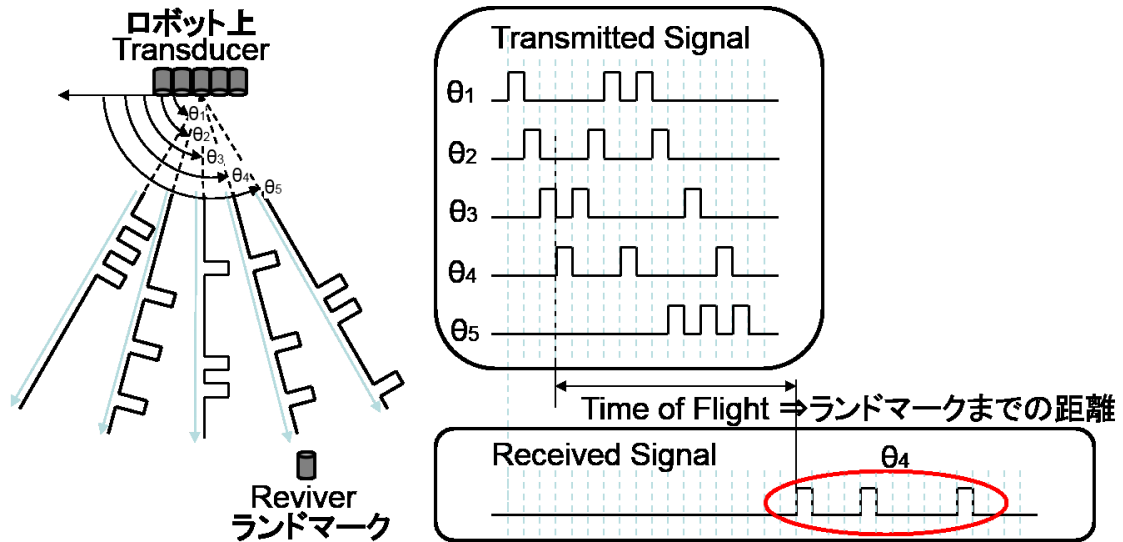 ロボット上
Transducer
θ1
θ2
θ3
θ4
θ5
Reviver
ランドマーク
Transmitted Signal
θ1
θ2
θ3
θ4
θ5
Time of Flight ⇒ランドマークまでの距離
Received Signal
θ4